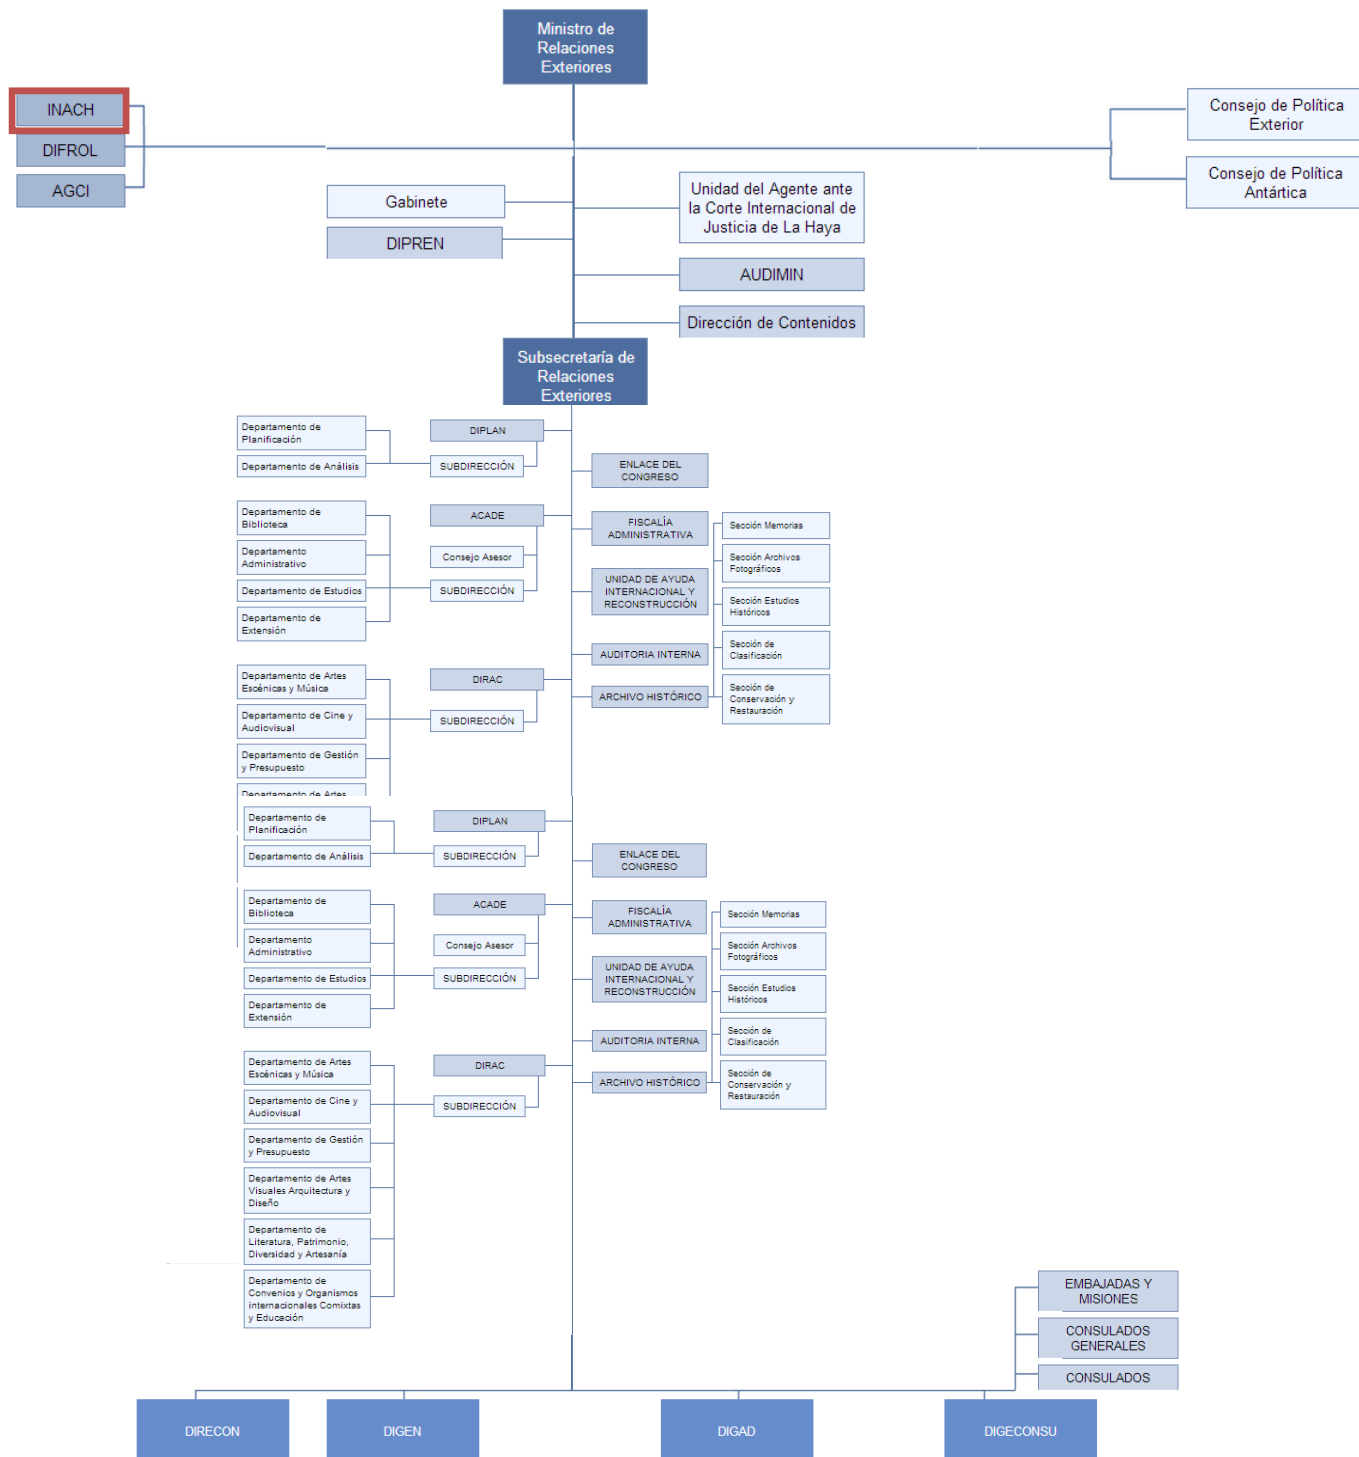 Ministro de
Relaciones
Exteriores
INACH
DIFROL
AGCI
Consejo de Política
Exterior
Consejo de Política
Antártica
Gabinete
DIPREN
Unidad del Agente ante
la Corte Internacional de
Justicia de La Haya
AUDIMIN
Dirección de Contenidos
Subsecretaría de
Relaciones
Exteriores
Departamento de
Planificación
Departamento de Análisis
DIPLAN
SUBDIRECCIÓN
ENLACE DEL
CONGRESO
Departamento de
Biblioteca
Departamento
Administrativo
Departamento de Estudios
Departamento de
Extensión
ACADE
Consejo Asesor
SUBDIRECCIÓN
FISCALÍA
ADMINISTRATIVA
UNIDAD DE AYUDA
INTERNACIONAL Y
RECONSTRUCCIÓN
AUDITORIA INTERNA
ARCHIVO HISTÓRICO
Sección Memorias
Sección Archivos
Fotográficos
Sección Estudios
Históricos
Sección de
Clasificación
Sección de
Conservación y
Restauración
Departamento de Artes
Escénicas y Música
Departamento de Cine y
Audiovisual
Departamento de Gestión
y Presupuesto
Departamento de Artes
DIRAC
SUBDIRECCIÓN
Departamento de
Planificación
Departamento de Análisis
DIPLAN
SUBDIRECCIÓN
ENLACE DEL
CONGRESO
Departamento de
Biblioteca
Departamento
Administrativo
Departamento de Estudios
Departamento de
Extensión
ACADE
Consejo Asesor
SUBDIRECCIÓN
FISCALÍA
ADMINISTRATIVA
UNIDAD DE AYUDA
INTERNACIONAL Y
RECONSTRUCCIÓN
AUDITORIA INTERNA
ARCHIVO HISTÓRICO
Sección Memorias
Sección Archivos
Fotográficos
Sección Estudios
Históricos
Sección de
Clasificación
Sección de
Conservación y
Restauración
Departamento de Artes
Escénicas y Música
Departamento de Cine y
Audiovisual
Departamento de Gestión
y Presupuesto
Departamento de Artes
Visuales Arquitectura y
Diseño
Departamento de
Literatura, Patrimonio,
Diversidad y Artesanía
Departamento de
Convenios y Organismos
internacionales Comixtas
y Educación
DIRAC
SUBDIRECCIÓN
EMBAJADAS Y
MISIONES
CONSULADOS
GENERALES
CONSULADOS
DIRECON
DIGEN
DIGAD
DIGECONSU